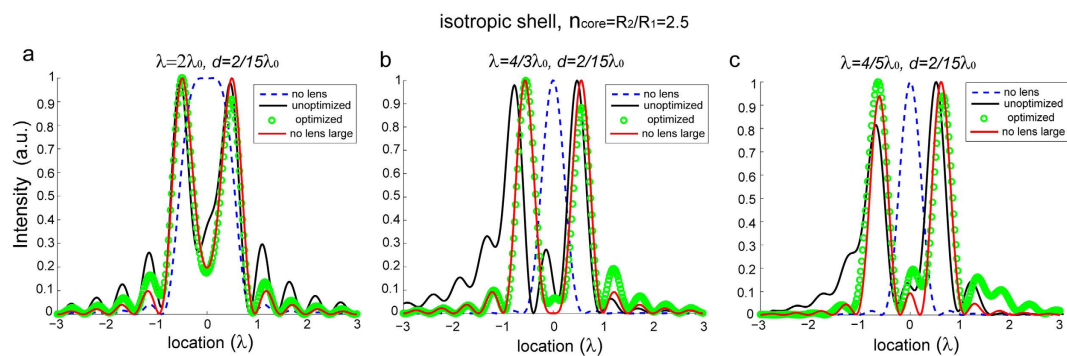 isotropic shell, ncore=R2/R1=2.5
a
λ=2λ0, d=2/15λ0
b
λ=4/3λ0, d=2/15λ0
c
λ=4/5λ0, d=2/15λ0
Intensity (a.u.)
1
0.9
0.8
0.7
0.6
0.5
0.4
0.3
0.2
0.1
0
no lens
unoptimized
optimized
no lens large
−3
−2
−1
0
1
2
3
location (λ)
1
0.9
0.8
0.7
0.6
0.5
0.4
0.3
0.2
0.1
0
no lens
unoptimized
optimized
no lens large
−3
−2
−1
0
1
2
3
location (λ)
1
0.9
0.8
0.7
0.6
0.5
0.4
0.3
0.2
0.1
0
no lens
unoptimized
optimized
no lens large
−3
−2
−1
0
1
2
3
location (λ)